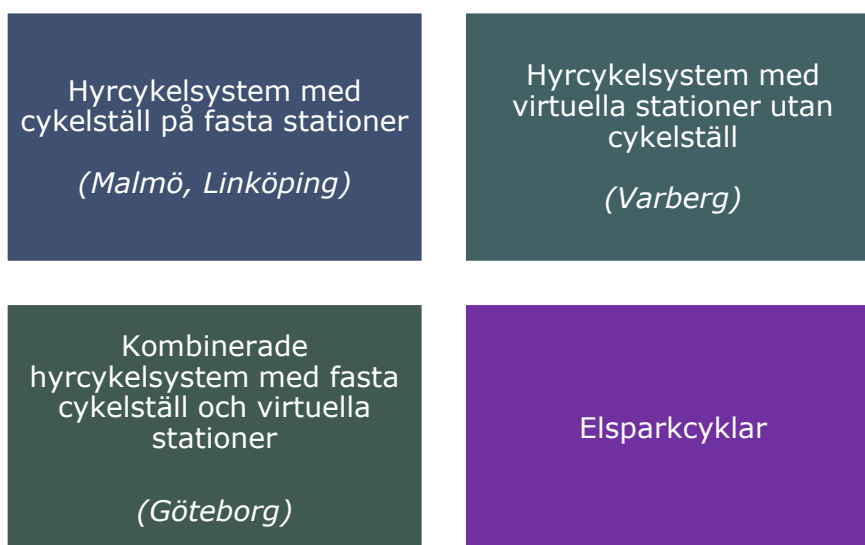 Hyrcykelsystem med
cykelställ på fasta stationer
(Malmö, Linköping)
Hyrcykelsystem med
virtuella stationer utan
cykelställ
(Varberg)
Kombinerade
hyrcykelsystem med fasta
cykelställ och virtuella
stationer
(Göteborg)
Elsparkcyklar